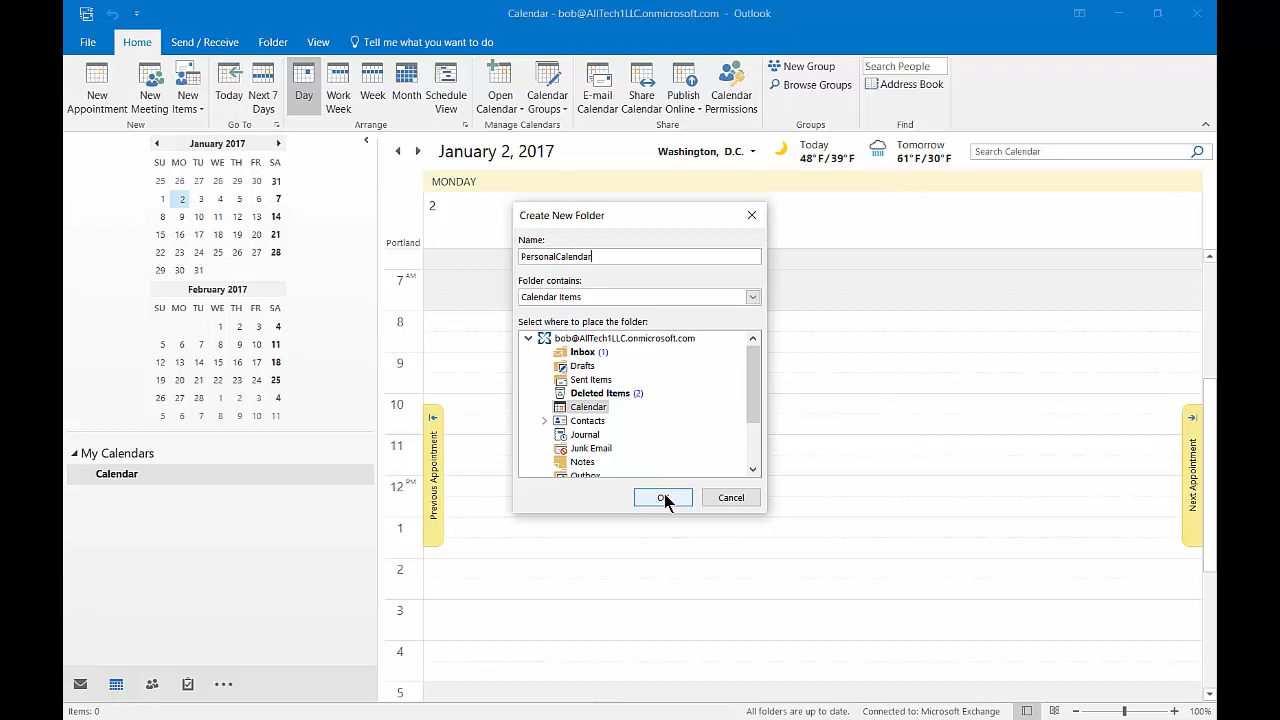 Calendar - bob@AllTech1LLC.onmicrosoft.com - Outlook
File Home Send / Receive Folder View Tell me what you want to do
New Appointment
New Meeting
New Items
Today
Next 7 Days
Day
Work Week
Week
Month
Schedule View
Open Calendar
Calendar Groups
E-mail Calendar
Share Calendar
Publish Online
Calendar Permissions
New Group
Browse Groups
Search People
Address Book
New Go To Arrange Manage Calendars Share Groups Find
January 2017
SU MO TU WE TH FR SA
25 26 27 28 29 30 31
1 2 3 4 5 6 7
8 9 10 11 12 13 14
15 16 17 18 19 20 21
22 23 24 25 26 27 28
29 30 31
February 2017
SU MO TU WE TH FR SA
1 2 3 4
5 6 7 8 9 10 11
12 13 14 15 16 17 18
19 20 21 22 23 24 25
26 27 28 1 2 3 4
5 6 7 8 9 10 11
My Calendars
Calendar
January 2, 2017
Washington, D.C.
Today
48°F/39°F
Tomorrow
61°F/30°F
Search Calendar
MONDAY
2
Portland
7 AM
8
9
10
11
12 PM
1
2
3
4
5
Previous Appointment
Next Appointment
Create New Folder
Name:
PersonalCalendar
Folder contains:
Calendar Items
Select where to place the folder:
bob@AllTech1LLC.onmicrosoft.com
Inbox (1)
Drafts
Sent Items
Deleted Items (2)
Calendar
Contacts
Journal
Junk Email
Notes
Outbox
Cancel
Items: 0
All folders are up to date. Connected to: Microsoft Exchange
100%